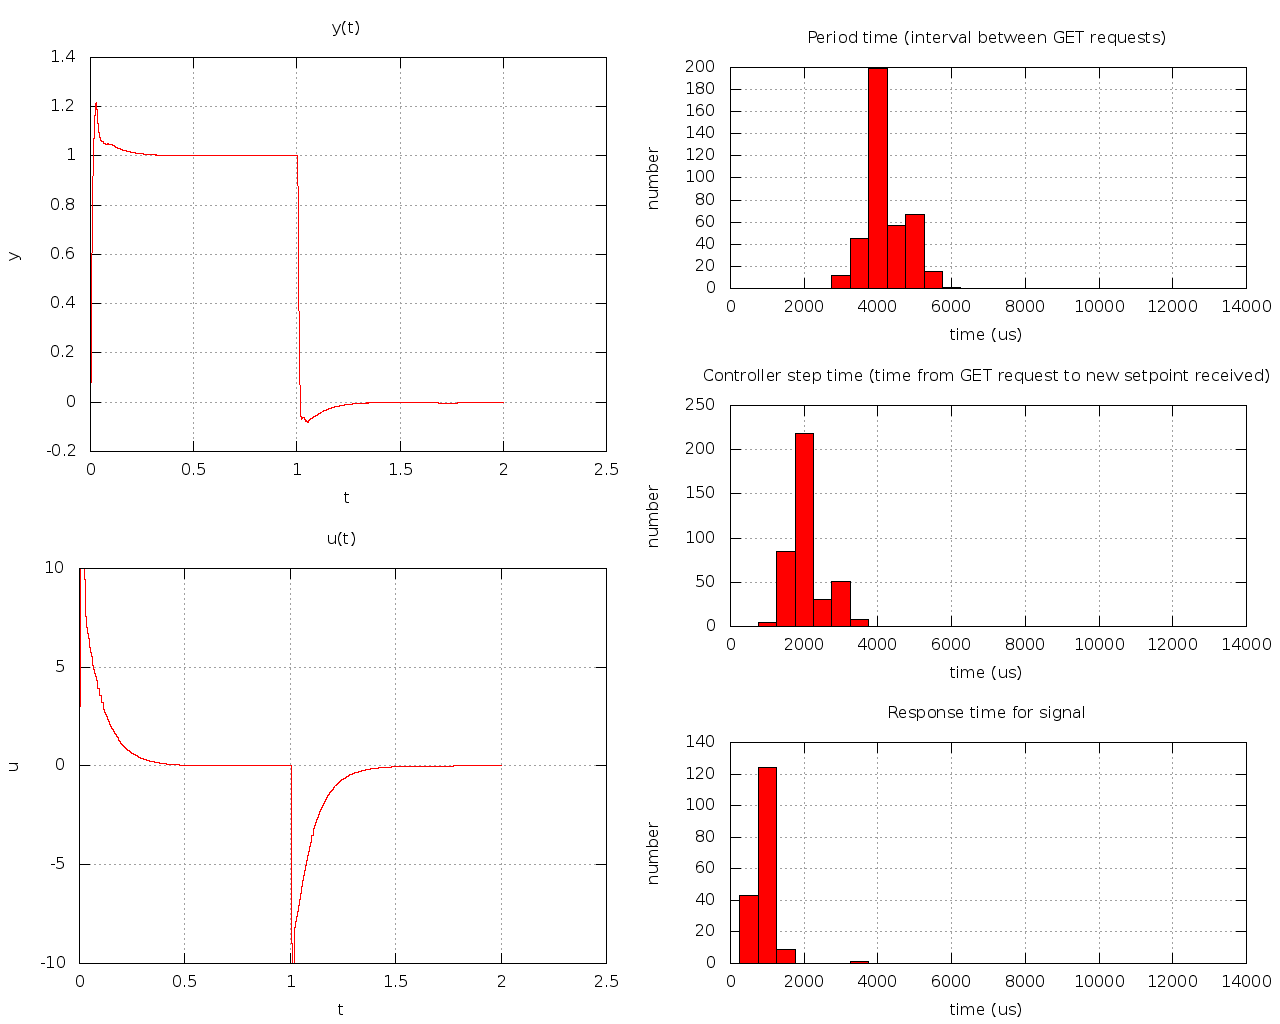 y(t)
1.4
1.2
1
0.8
0.6
0.4
0.2
0
-0.2
y
0 0.5 1 1.5 2 2.5
t
u(t)
10
5
0
-5
-10
u
0 0.5 1 1.5 2 2.5
t
Period time (interval between GET requests)
200
180
160
140
120
100
80
60
40
20
0
number
0 2000 4000 6000 8000 10000 12000 14000
time (us)
Controller step time (time from GET request to new setpoint received)
250
200
150
100
50
0
number
0 2000 4000 6000 8000 10000 12000 14000
time (us)
Response time for signal
140
120
100
80
60
40
20
0
number
0 2000 4000 6000 8000 10000 12000 14000
time (us)